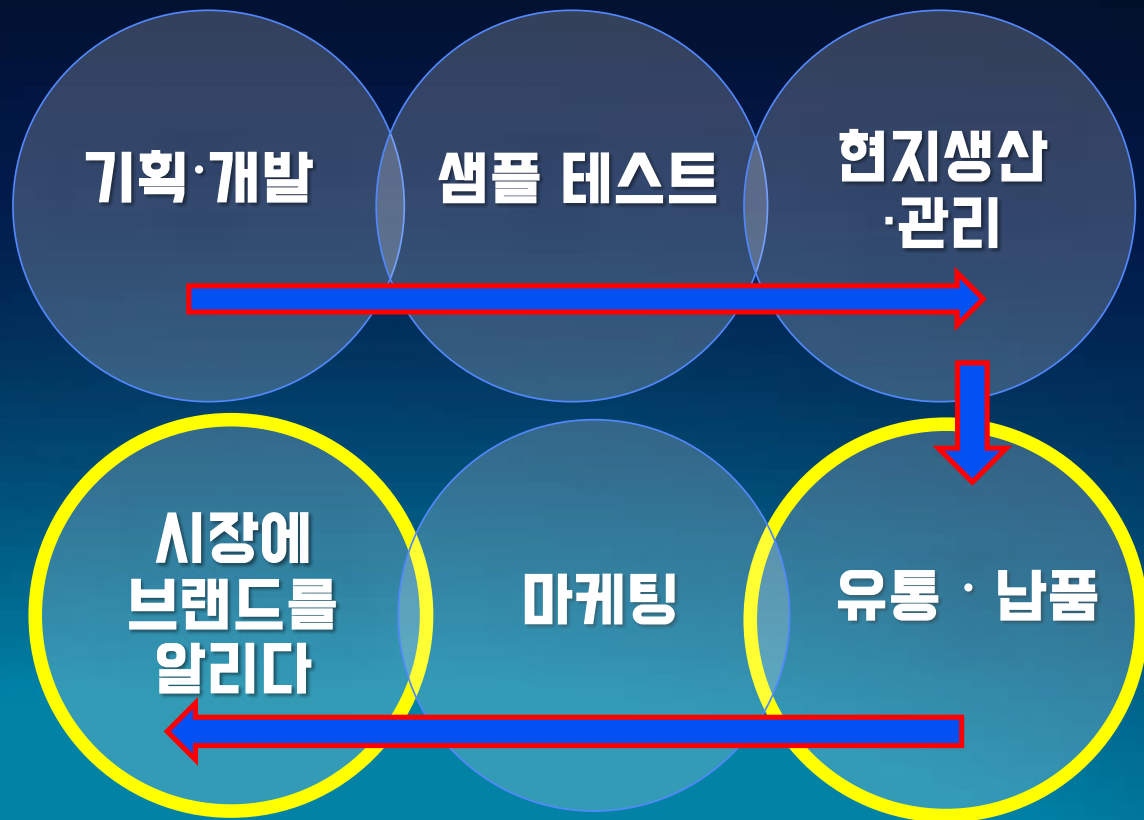 기획·개발
샘플 테스트
현지생산
·관리
시장에
브랜드를
알리다
마케팅
유통 · 납품